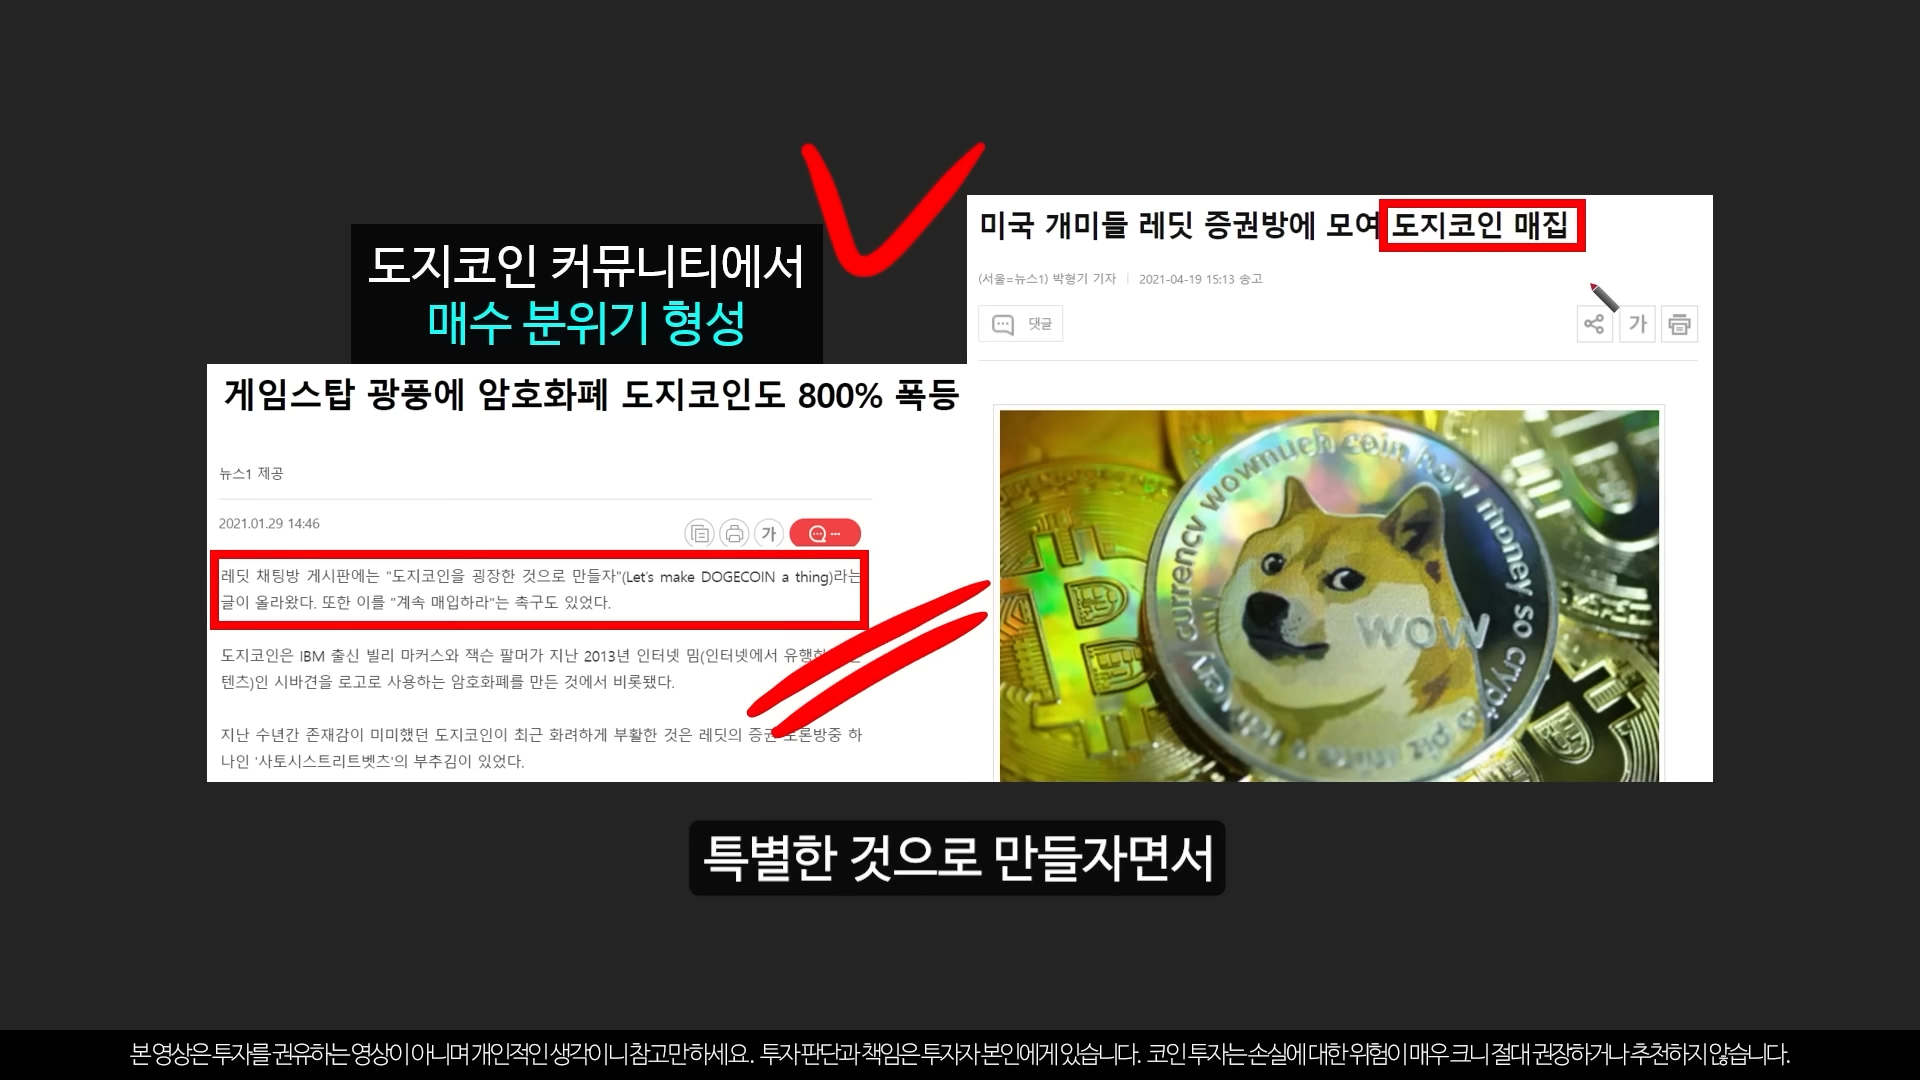 도지코인 커뮤니티에서
매수 분위기 형성
게임스탑 광풍에 암호화폐 도지코인도 800% 폭등
뉴스1 제공
2021.01.29 14:46
가
레딧 채팅방 게시판에는 "도지코인을 굉장한 것으로 만들자"(Let's make DOGECOIN a thing)라는
글이 올라왔다. 또한 이를 "계속 매입하라"는 촉구도 있었다.
도지코인은 IBM 출신 빌리 마커스와 잭슨 팔머가 지난 2013년 인터넷 밈(인터넷에서
텐츠)인 시바견을 로고로 사용하는 암호화폐를 만든 것에서 비롯됐다.
지난 수년간 존재감이 미미했던 도지코인이 최근 화려하게 부활한 것은 레딧의 증권 토론방중 하
나인 '사토시스트리트벳츠'의 부추김이 있었다.
미국 개미들 레딧 증권방에 모여 도지코인 매집
(서울=뉴스1) 박형기 기자 | 2021-04-19 15:13 송고
댓글
가
currency wow much coin how money so crypto
wow
특별한 것으로 만들자면서
본 영상은 투자를 권유하는 영상이 아니며 개인적인 생각이니 참고만 하세요. 투자 판단과 책임은 투자자 본인에게 있습니다. 코인 투자는 손실에 대한 위험이 매우 크니 절대 권장하거나 추천하지 않습니다.